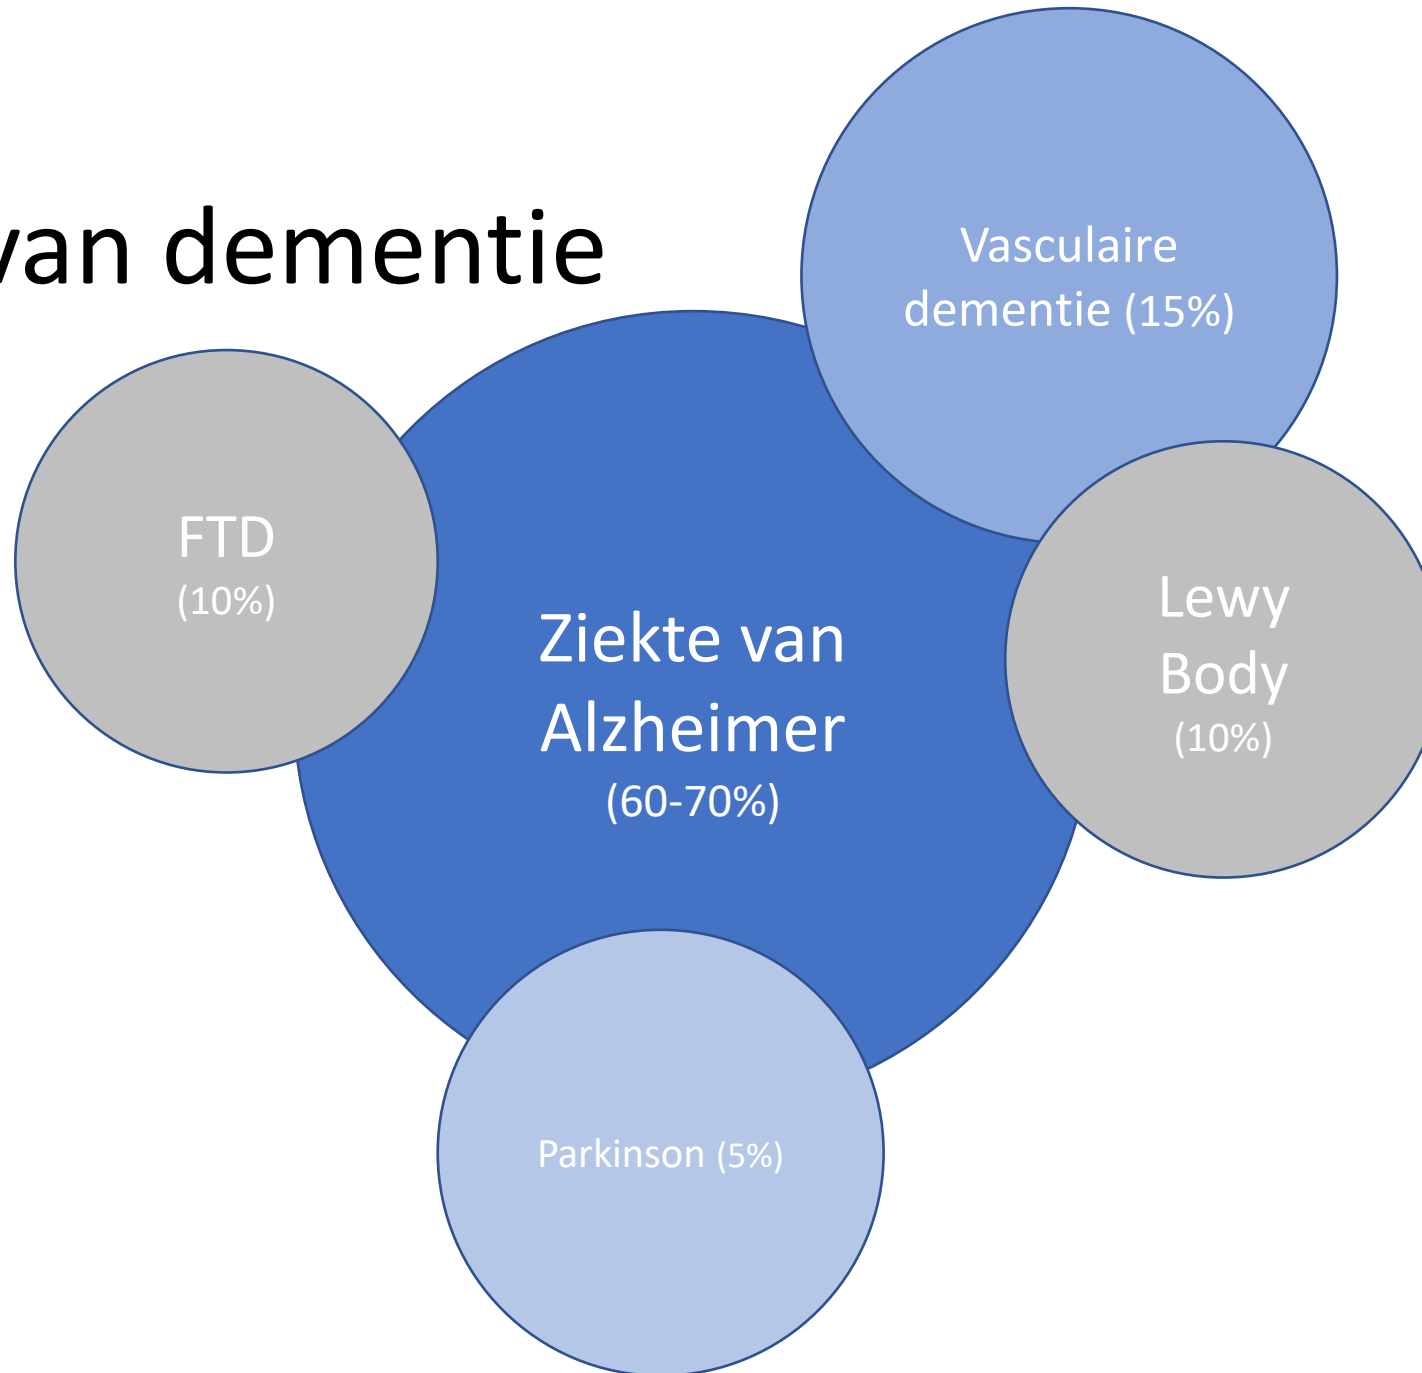 van dementie
Vasculaire
dementie (15%)
FTD
(10%)
Lewy
Body
(10%)
Ziekte van
Alzheimer
(60-70%)
Parkinson (5%)